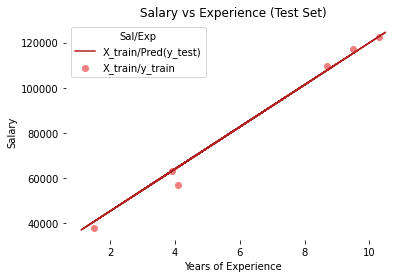 Salary vs Experience (Test Set)
Sal/Exp
X_train/Pred(y_test)
X_train/y_train
120000
100000
80000
60000
40000
Salary
2 4 6 8 10
Years of Experience